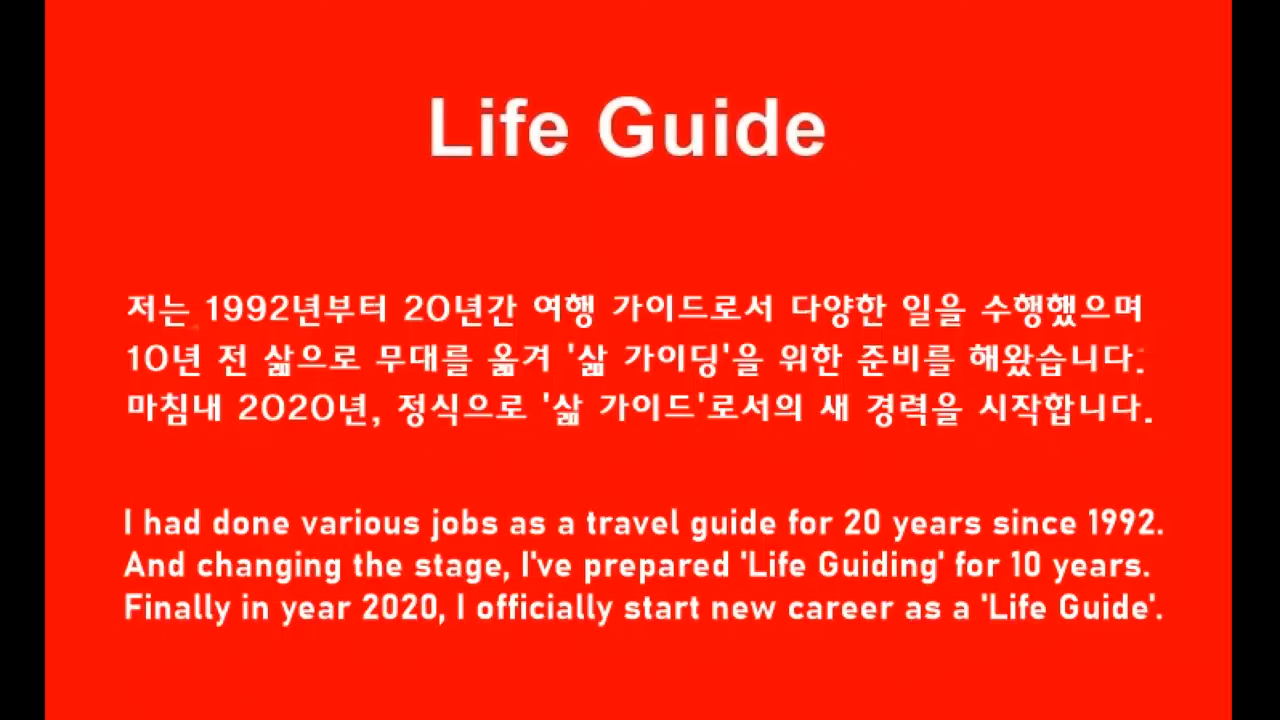 Life Guide
저는 1992년부터 20년간 여행 가이드로서 다양한 일을 수행했으며
10년 전 삶으로 무대를 옮겨 '삶 가이딩'을 위한 준비를 해왔습니다.
마침내 2020년, 정식으로 '삶 가이드'로서의 새 경력을 시작합니다.
I had done various jobs as a travel guide for 20 years since 1992.
And changing the stage, I've prepared 'Life Guiding' for 10 years.
Finally in year 2020, I officially start new career as a 'Life Guide'.